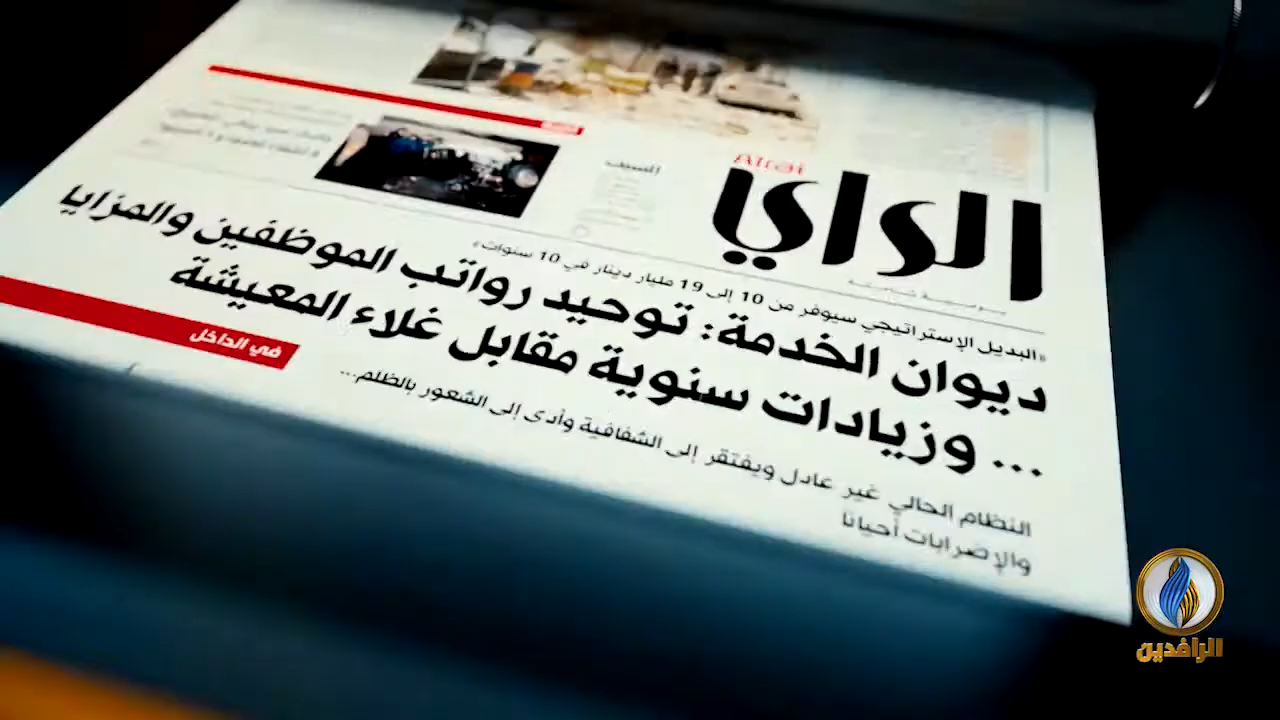 Alrai
الراي
السبت
«البديل الإستراتيجي سيوفر من 10 إلى 19 مليار دينار في 10 سنوات»
ديوان الخدمة: توحيد رواتب الموظفين والمزايا
... وزيادات سنوية مقابل غلاء المعيشة
في الداخل
النظام الحالي غير عادل ويفتقر إلى الشفافية وأدى إلى الشعور بالظلم...
والإضرابات أحياناً
الرافدين